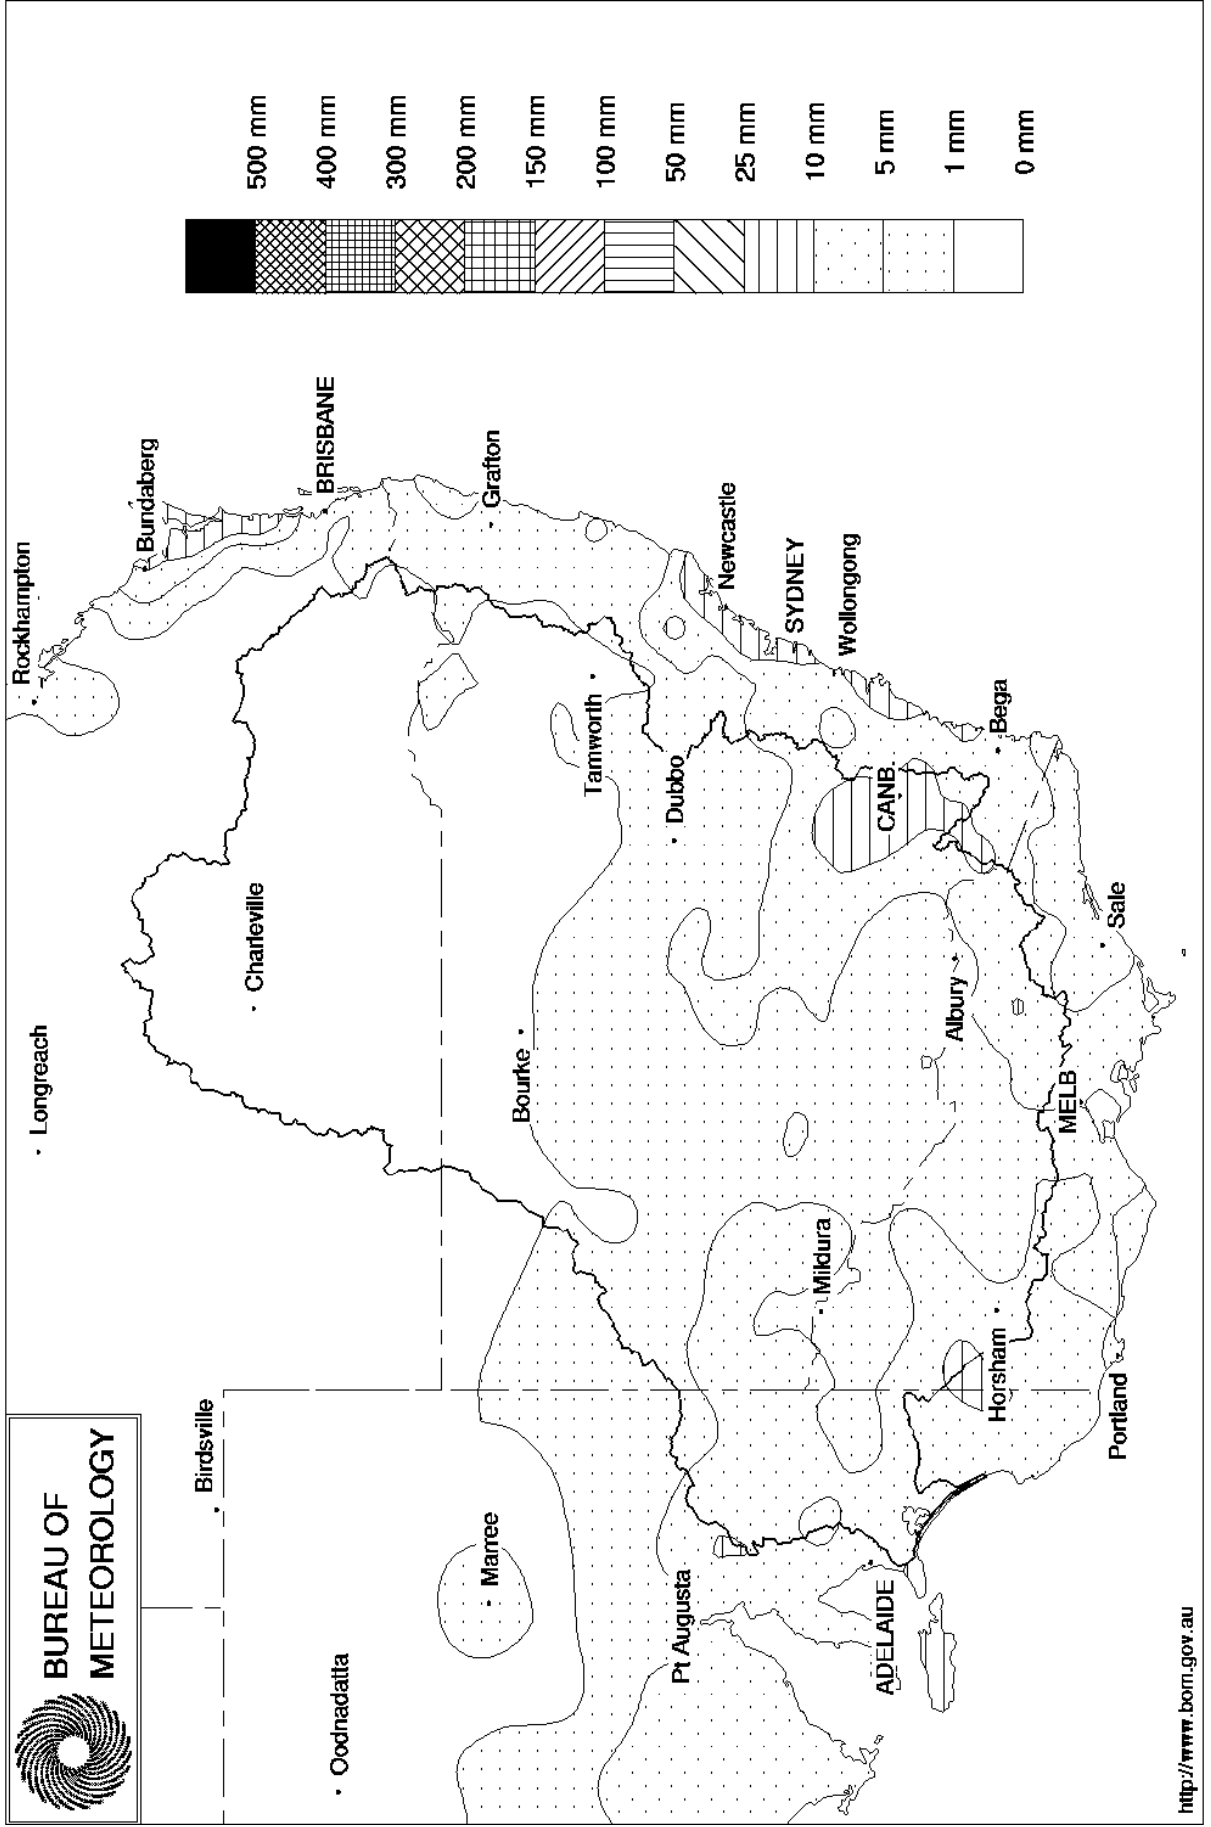 BUREAU OF
METEOROLOGY
Rockhampton
Longreach
Bundaberg
Birdsville
Charleville
BRISBANE
Oodnadatta
Marree
Bourke
Grafton
Tamworth
Dubbo
Newcastle
Pt Augusta
SYDNEY
Mildura
Wollongong
ADELAIDE
CANB.
Albury
Horsham
Bega
MELB
Portland
Sale
500 mm
400 mm
300 mm
200 mm
150 mm
100 mm
50 mm
25 mm
10 mm
5 mm
1 mm
0 mm
http://www.bom.gov.au